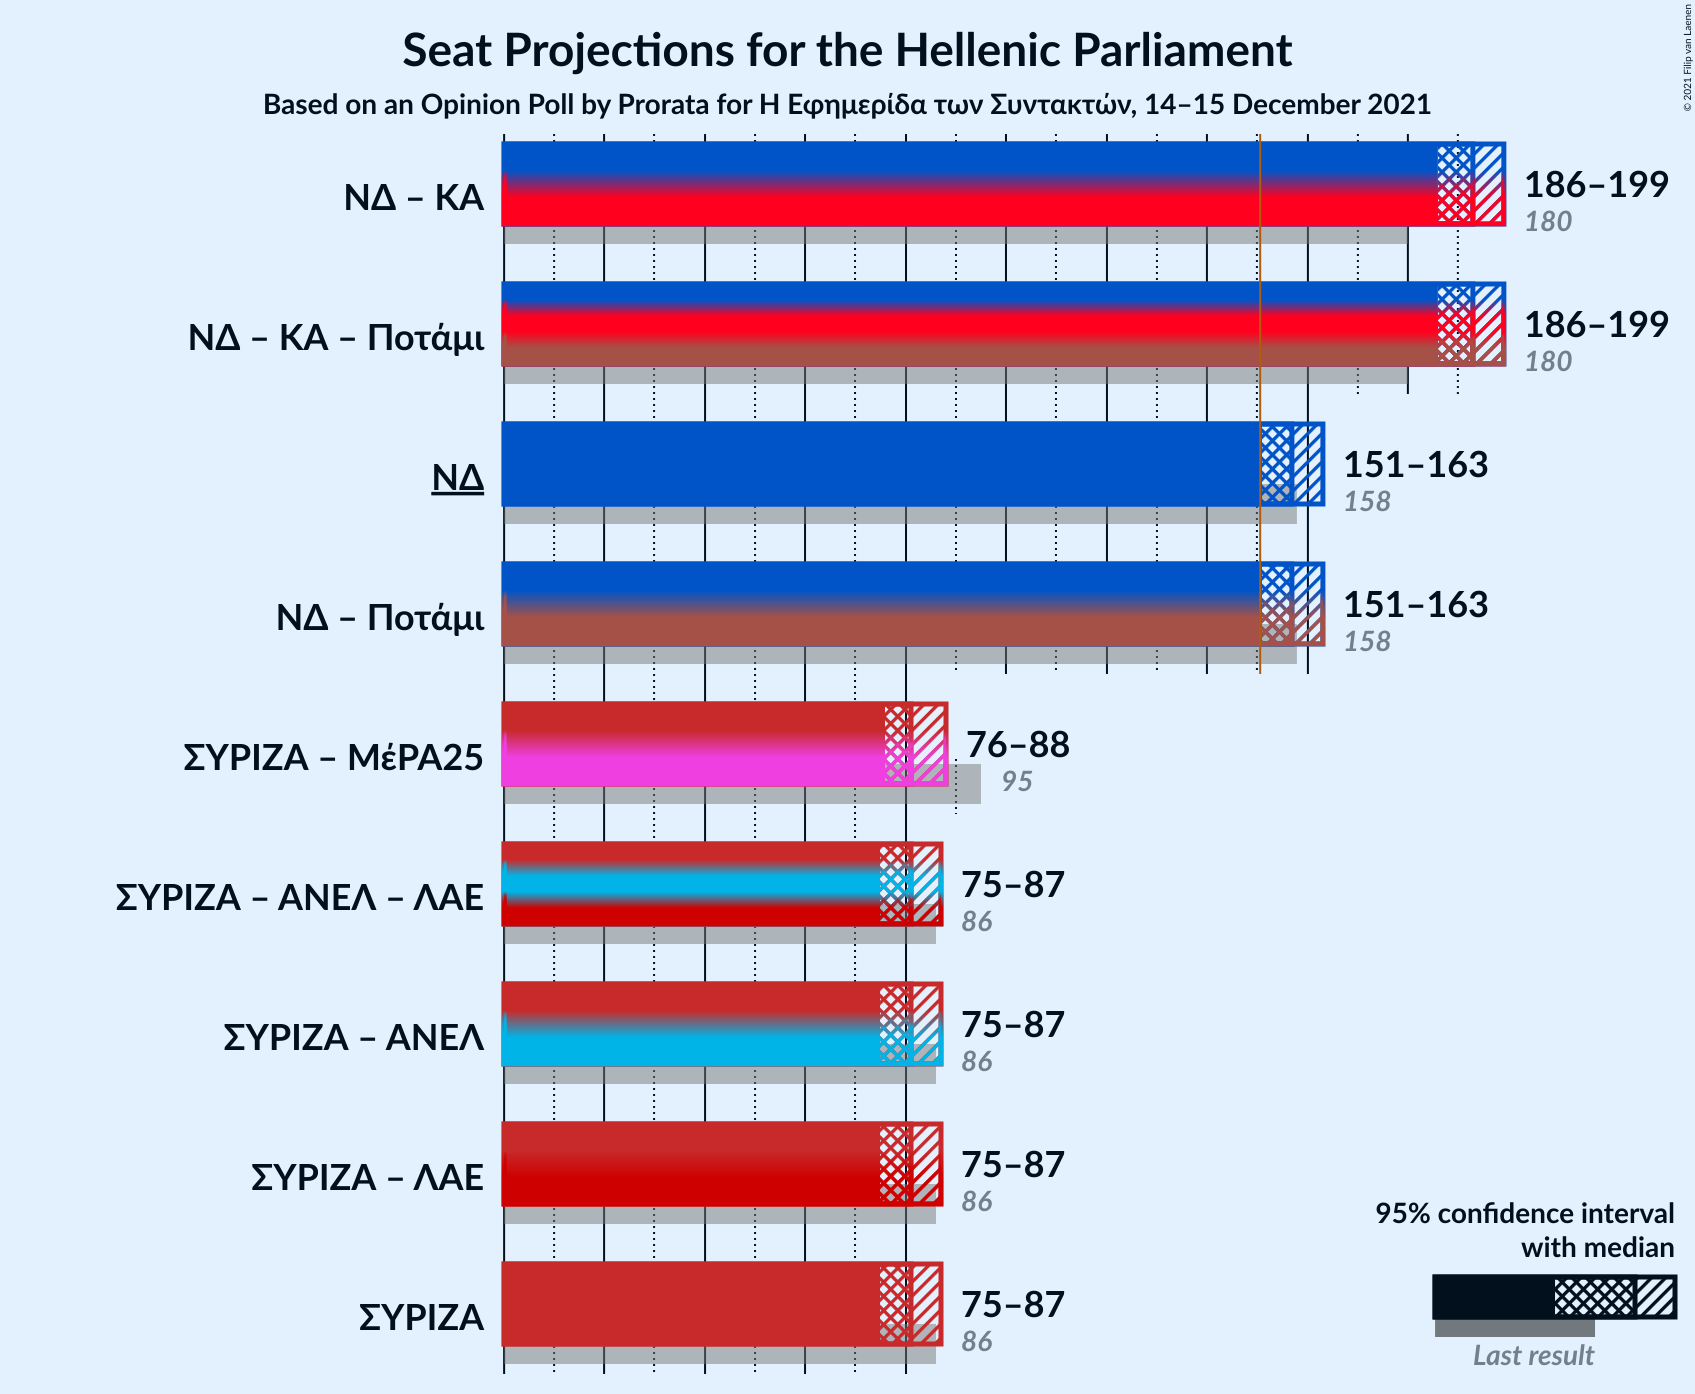 Seat Projections for the Hellenic Parliament
Based on an Opinion Poll by Prorata for Η Εφημερίδα των Συντακτών, 14–15 December 2021
© 2021 Filip van Laenen
ΝΔ – ΚΑ
186–199
180
ΝΔ – ΚΑ – Ποτάμι
186–199
180
ΝΔ
151–163
158
ΝΔ – Ποτάμι
151–163
158
ΣΥΡΙΖΑ – ΜέΡΑ25
76–88
95
ΣΥΡΙΖΑ – ΑΝΕΛ – ΛΑΕ
75–87
86
ΣΥΡΙΖΑ – ΑΝΕΛ
75–87
86
ΣΥΡΙΖΑ – ΛΑΕ
75–87
86
ΣΥΡΙΖΑ
75–87
86
95% confidence interval
with median
Last result